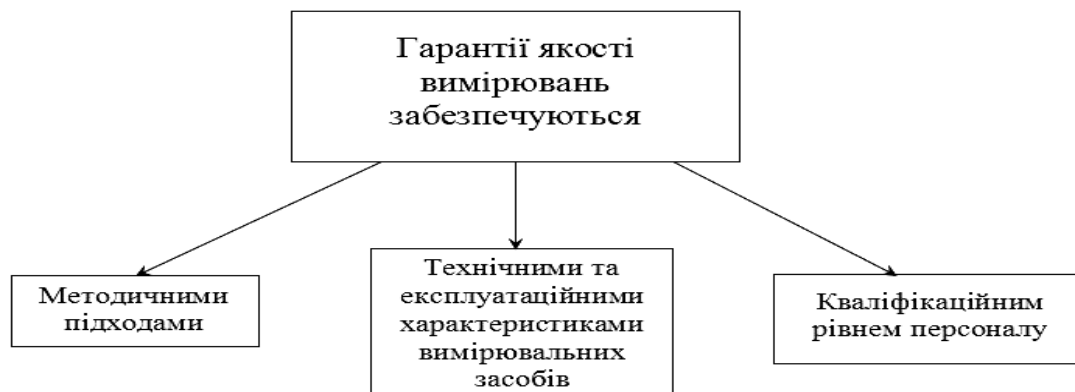 Гарантії якості
вимірювань
забезпечуються
Методичними
підходами
Технічними та
експлуатаційними
характеристиками
вимірювальних
засобів
Кваліфікаційним
рівнем персоналу